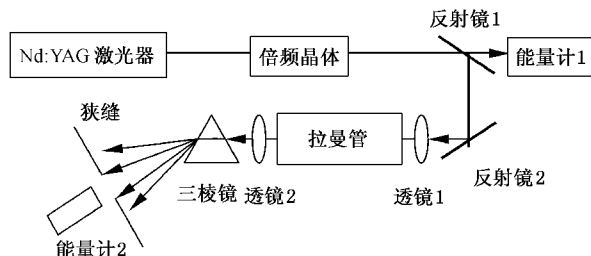 反射镜1
Nd:YAG 激光器
倍频晶体
能量计1
狭缝
拉曼管
三棱镜
透镜2
透镜1
反射镜2
能量计2